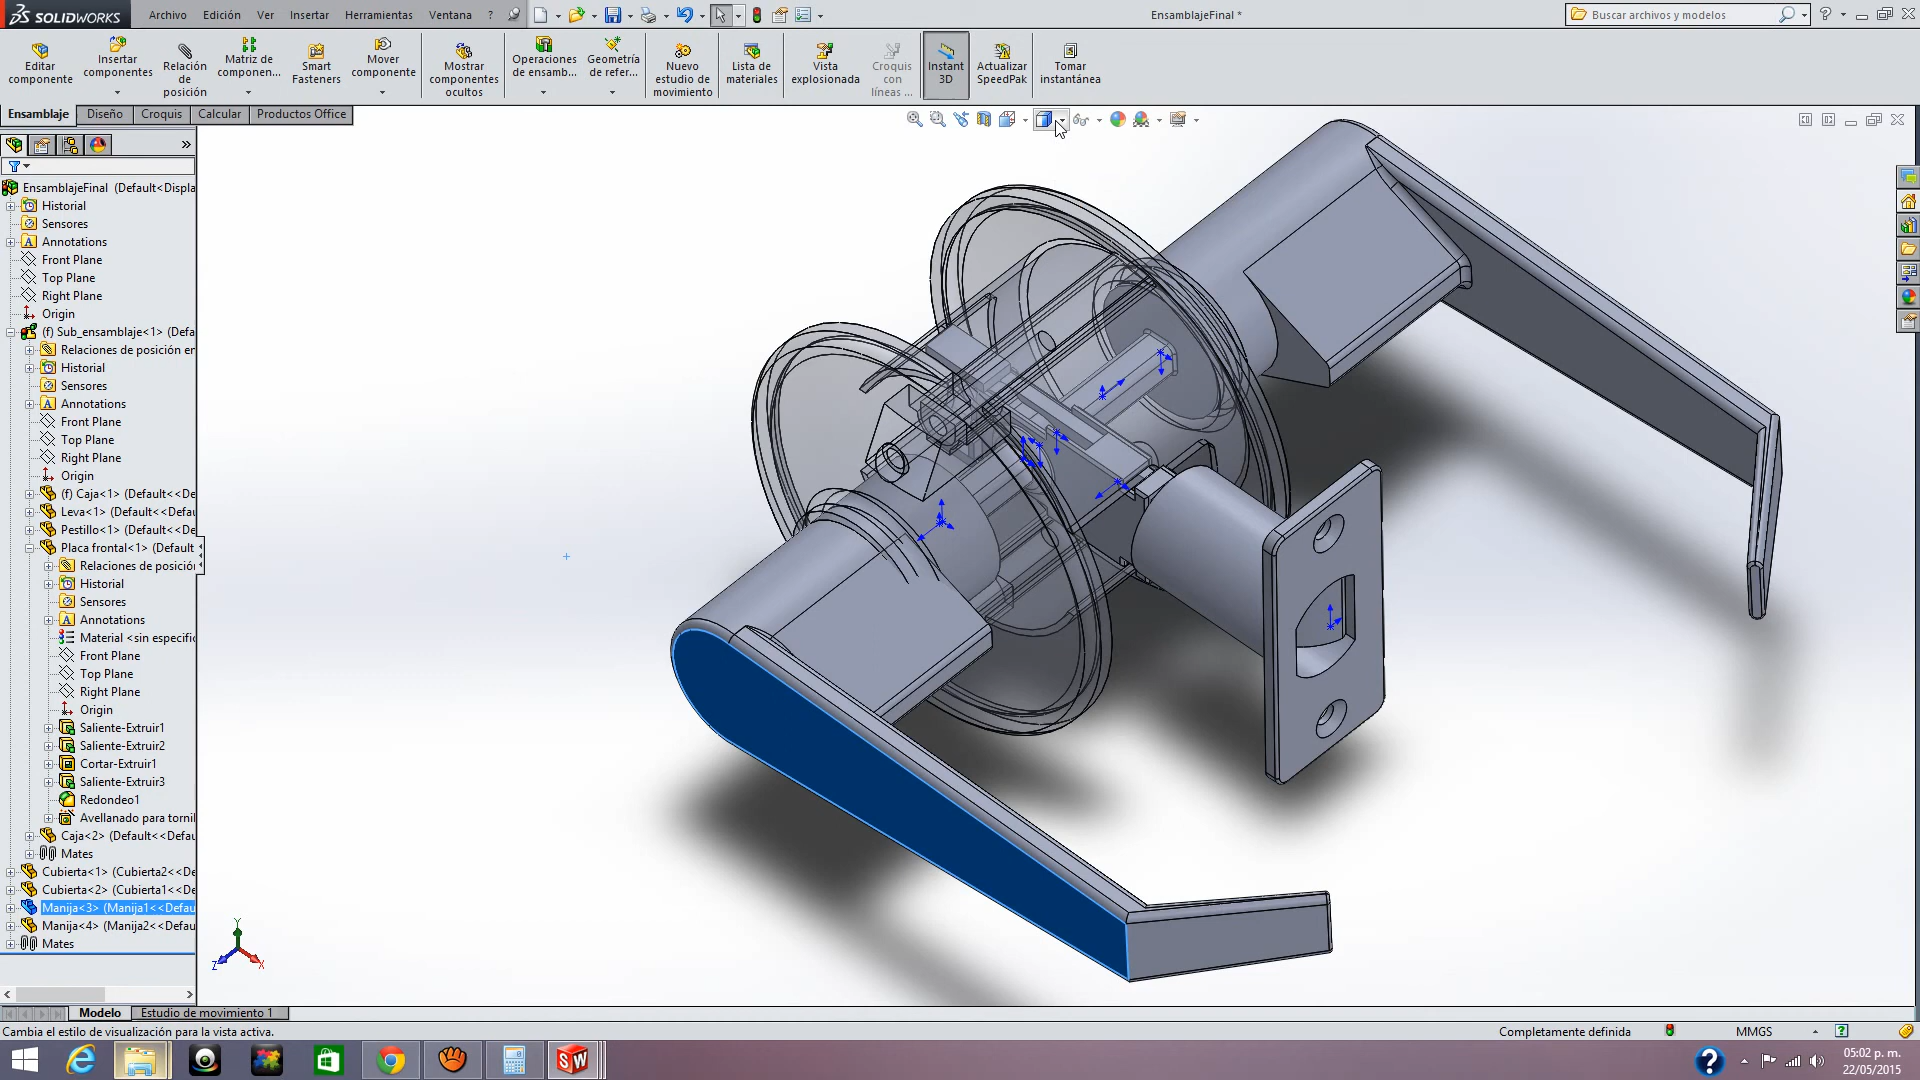 SOLIDWORKS
Archivo Edición Ver Insertar Herramientas Ventana ?
EnsamblajeFinal *
Buscar archivos y modelos
Editar componente
Insertar componentes
Relación de posición
Matriz de componen...
Smart Fasteners
Mover componente
Mostrar componentes ocultos
Operaciones de ensamb...
Geometría de refer...
Nuevo estudio de movimiento
Lista de materiales
Vista explosionada
Croquis con líneas ...
Instant 3D
Actualizar SpeedPak
Tomar instantánea
Ensamblaje Diseño Croquis Calcular Productos Office
EnsamblajeFinal (Default<Displa
Historial
Sensores
Annotations
Front Plane
Top Plane
Right Plane
Origin
(f) Sub_ensamblaje<1> (Defa
Relaciones de posición en
Historial
Sensores
Annotations
Front Plane
Top Plane
Right Plane
Origin
(f) Caja<1> (Default<<De
Leva<1> (Default<<Defau
Pestillo<1> (Default<<De
Placa frontal<1> (Default
Relaciones de posición
Historial
Sensores
Annotations
Material <sin especific
Front Plane
Top Plane
Right Plane
Origin
Saliente-Extruir1
Saliente-Extruir2
Cortar-Extruir1
Saliente-Extruir3
Redondeo1
Avellanado para tornil
Caja<2> (Default<<Defau
Mates
Cubierta<1> (Cubierta2<<De
Cubierta<2> (Cubierta1<<De
Manija<3> (Manija1<<Defau
Manija<4> (Manija2<<Defau
Mates
Y
Z X
Modelo Estudio de movimiento 1
Cambia el estilo de visualización para la vista activa.
Completamente definida MMGS
05:02 p. m.
22/05/2015